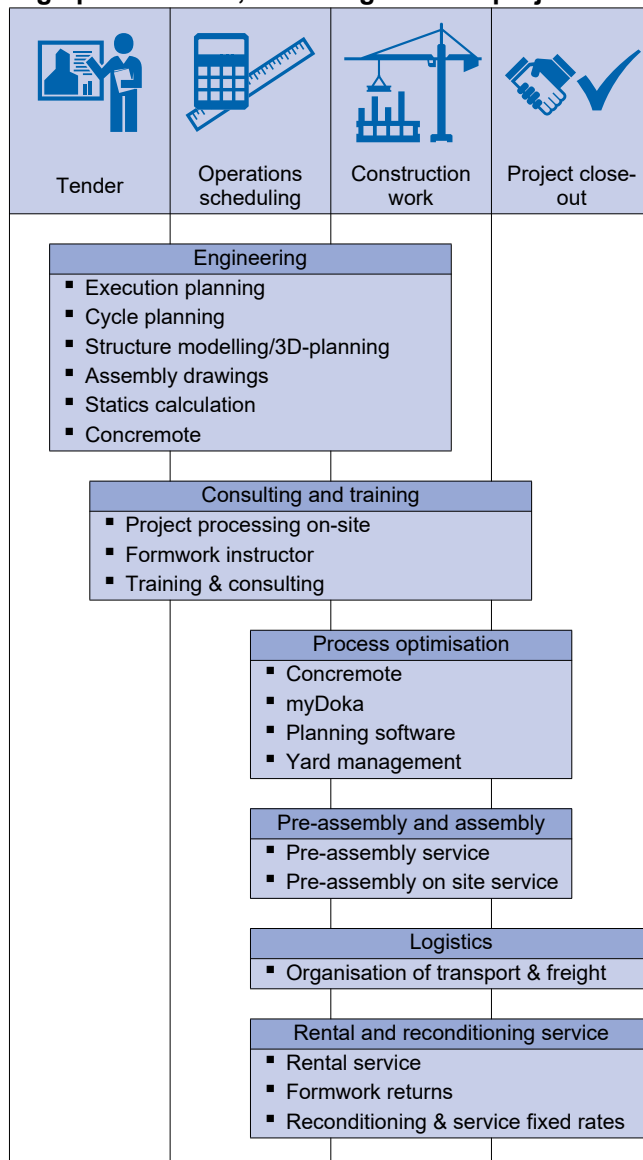 Tender
Operations
scheduling
Construction
work
Project close-
out
Engineering
▪ Execution planning
▪ Cycle planning
▪ Structure modelling/3D-planning
▪ Assembly drawings
▪ Statics calculation
▪ Concremote
Consulting and training
▪ Project processing on-site
▪ Formwork instructor
▪ Training & consulting
Process optimisation
▪ Concremote
▪ myDoka
▪ Planning software
▪ Yard management
Pre-assembly and assembly
▪ Pre-assembly service
▪ Pre-assembly on site service
Logistics
▪ Organisation of transport & freight
Rental and reconditioning service
▪ Rental service
▪ Formwork returns
▪ Reconditioning & service fixed rates